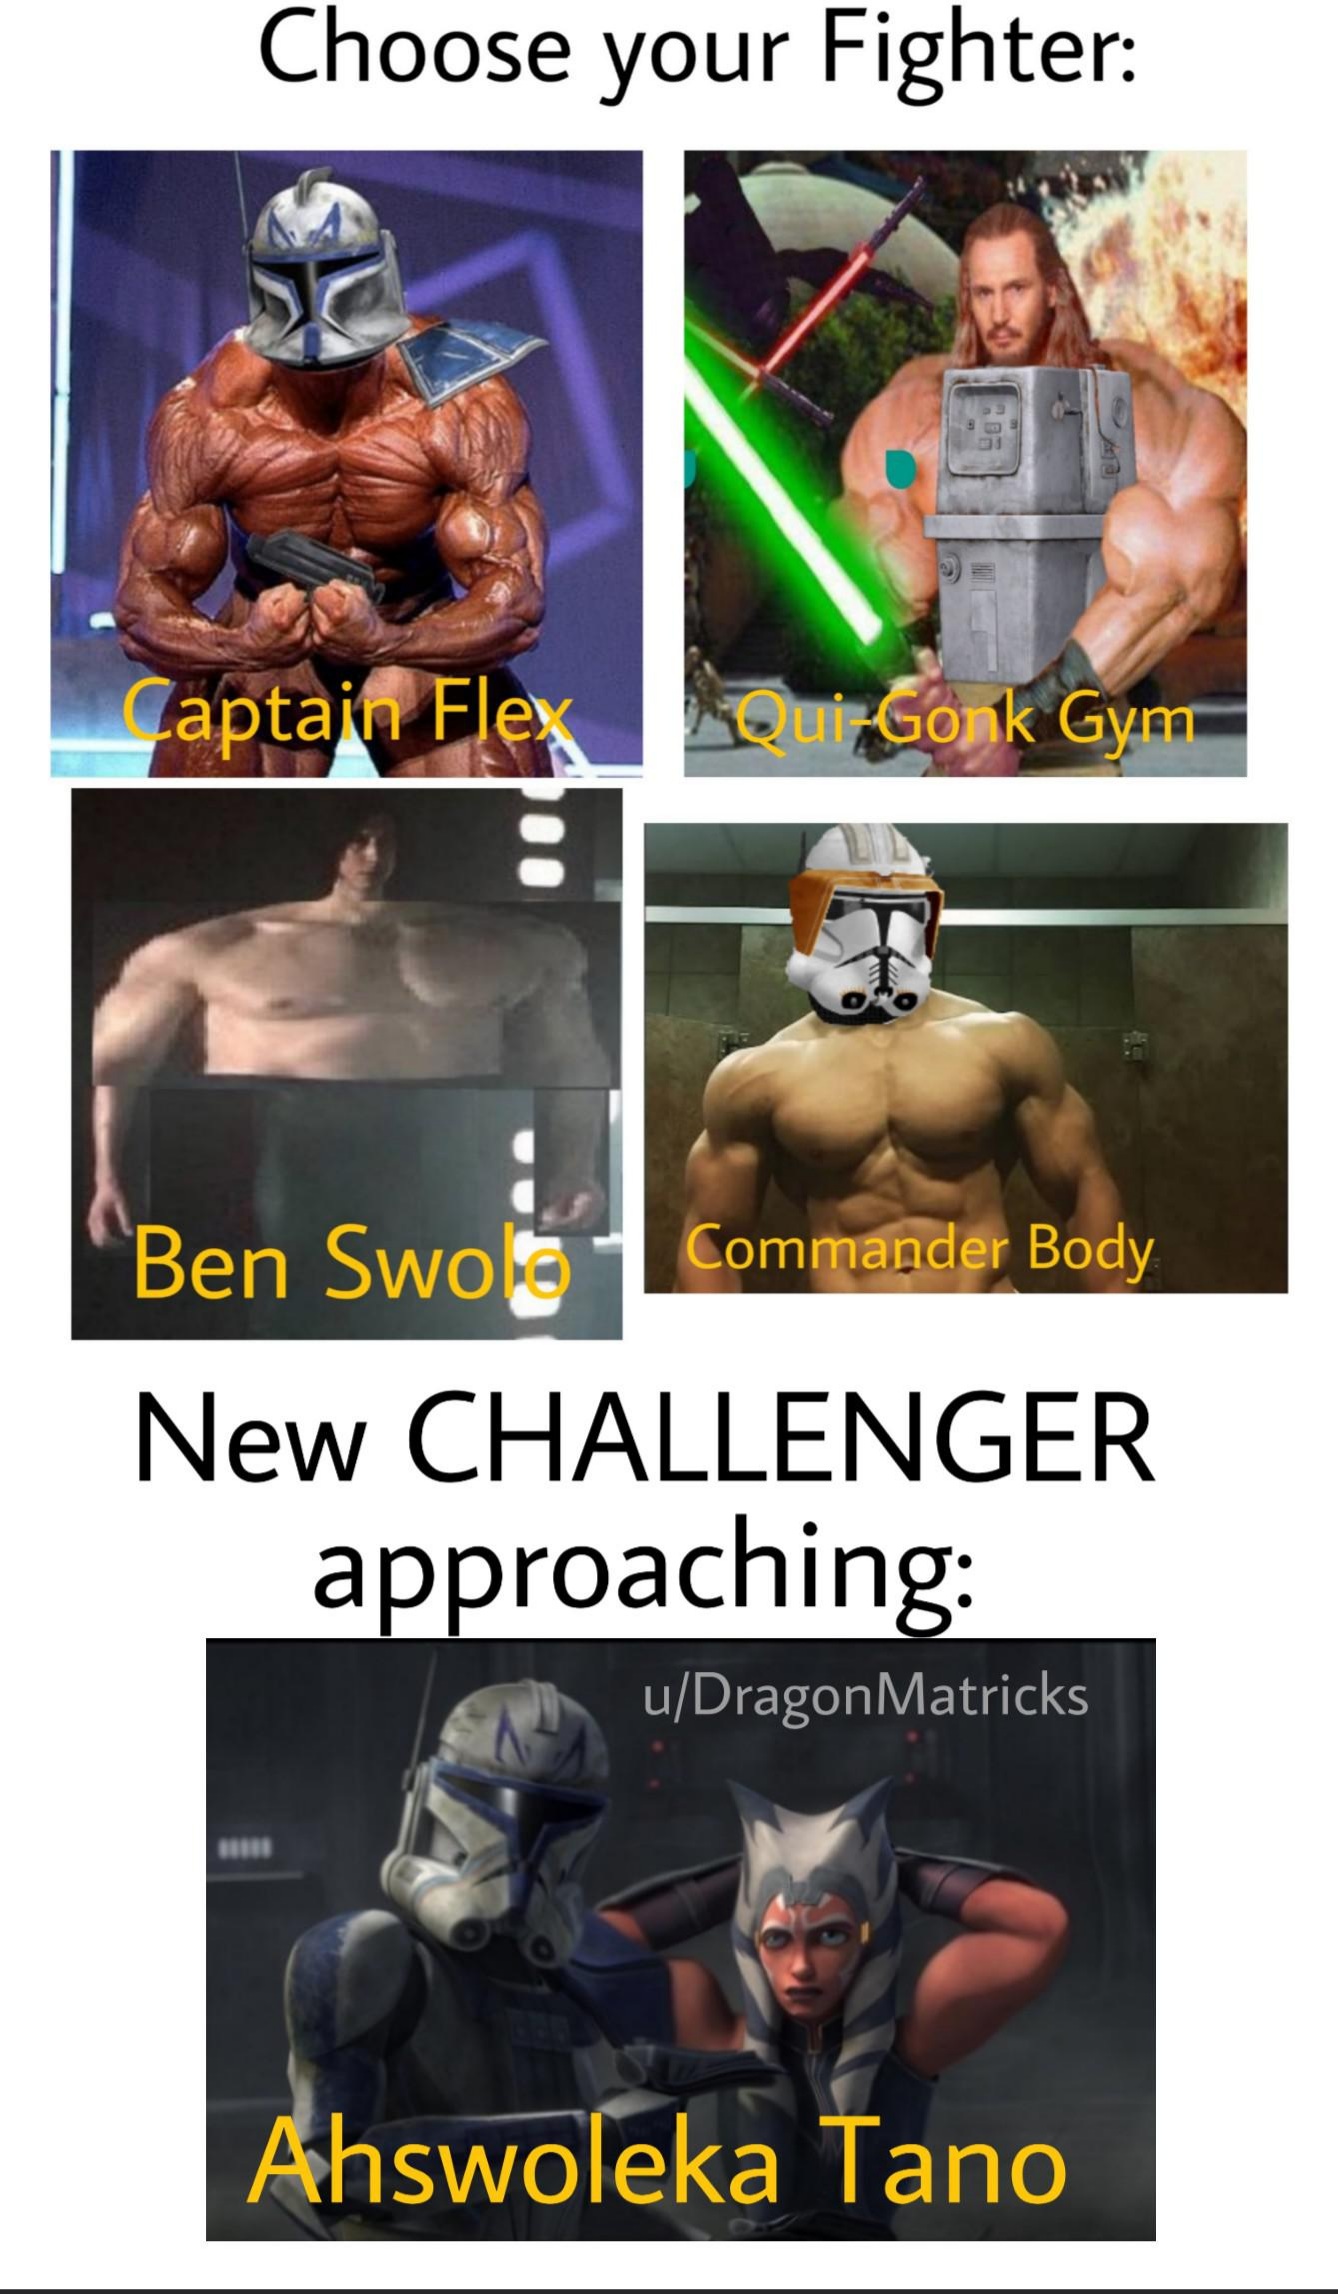 Choose your Fighter:
Captain Flex
Qui-Gonk Gym
Ben Swolo
Commander Body
New CHALLENGER
approaching:
u/DragonMatricks
Ahswoleka Tano